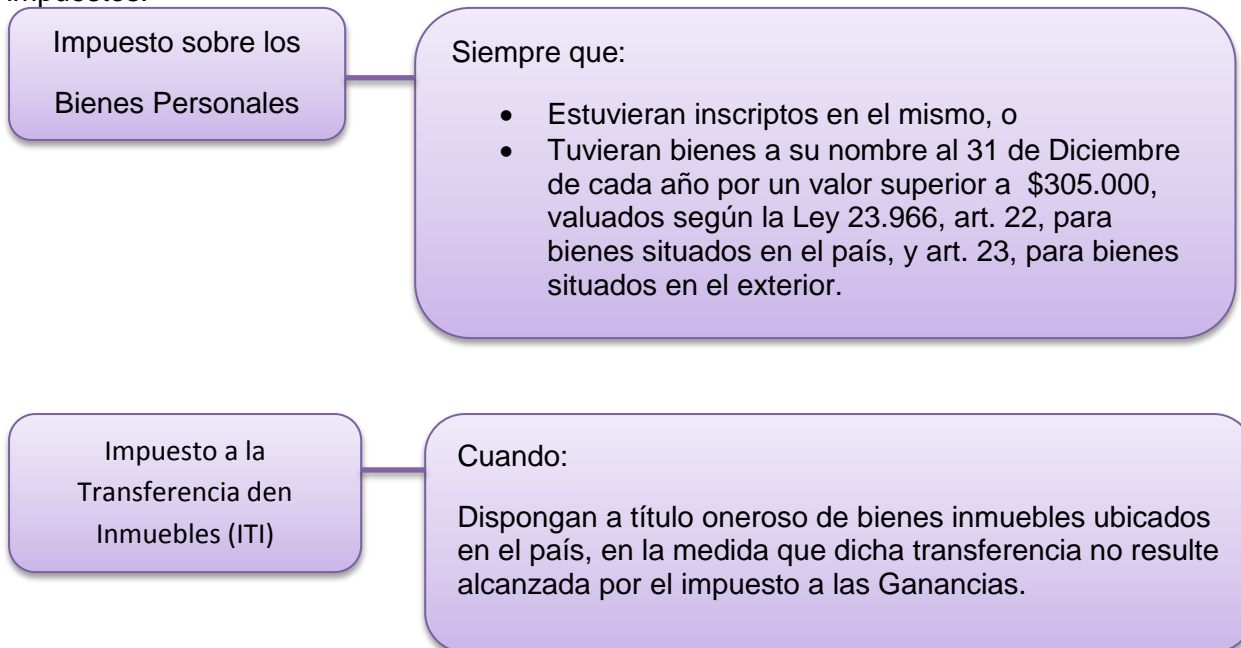 impuestos.
Impuesto sobre los
Bienes Personales
Siempre que:
• Estuvieran inscriptos en el mismo, o
• Tuvieran bienes a su nombre al 31 de Diciembre
de cada año por un valor superior a $305.000,
valuados según la Ley 23.966, art. 22, para
bienes situados en el país, y art. 23, para bienes
situados en el exterior.
Impuesto a la
Transferencia den
Inmuebles (ITI)
Cuando:
Dispongan a título oneroso de bienes inmuebles ubicados
en el país, en la medida que dicha transferencia no resulte
alcanzada por el impuesto a las Ganancias.